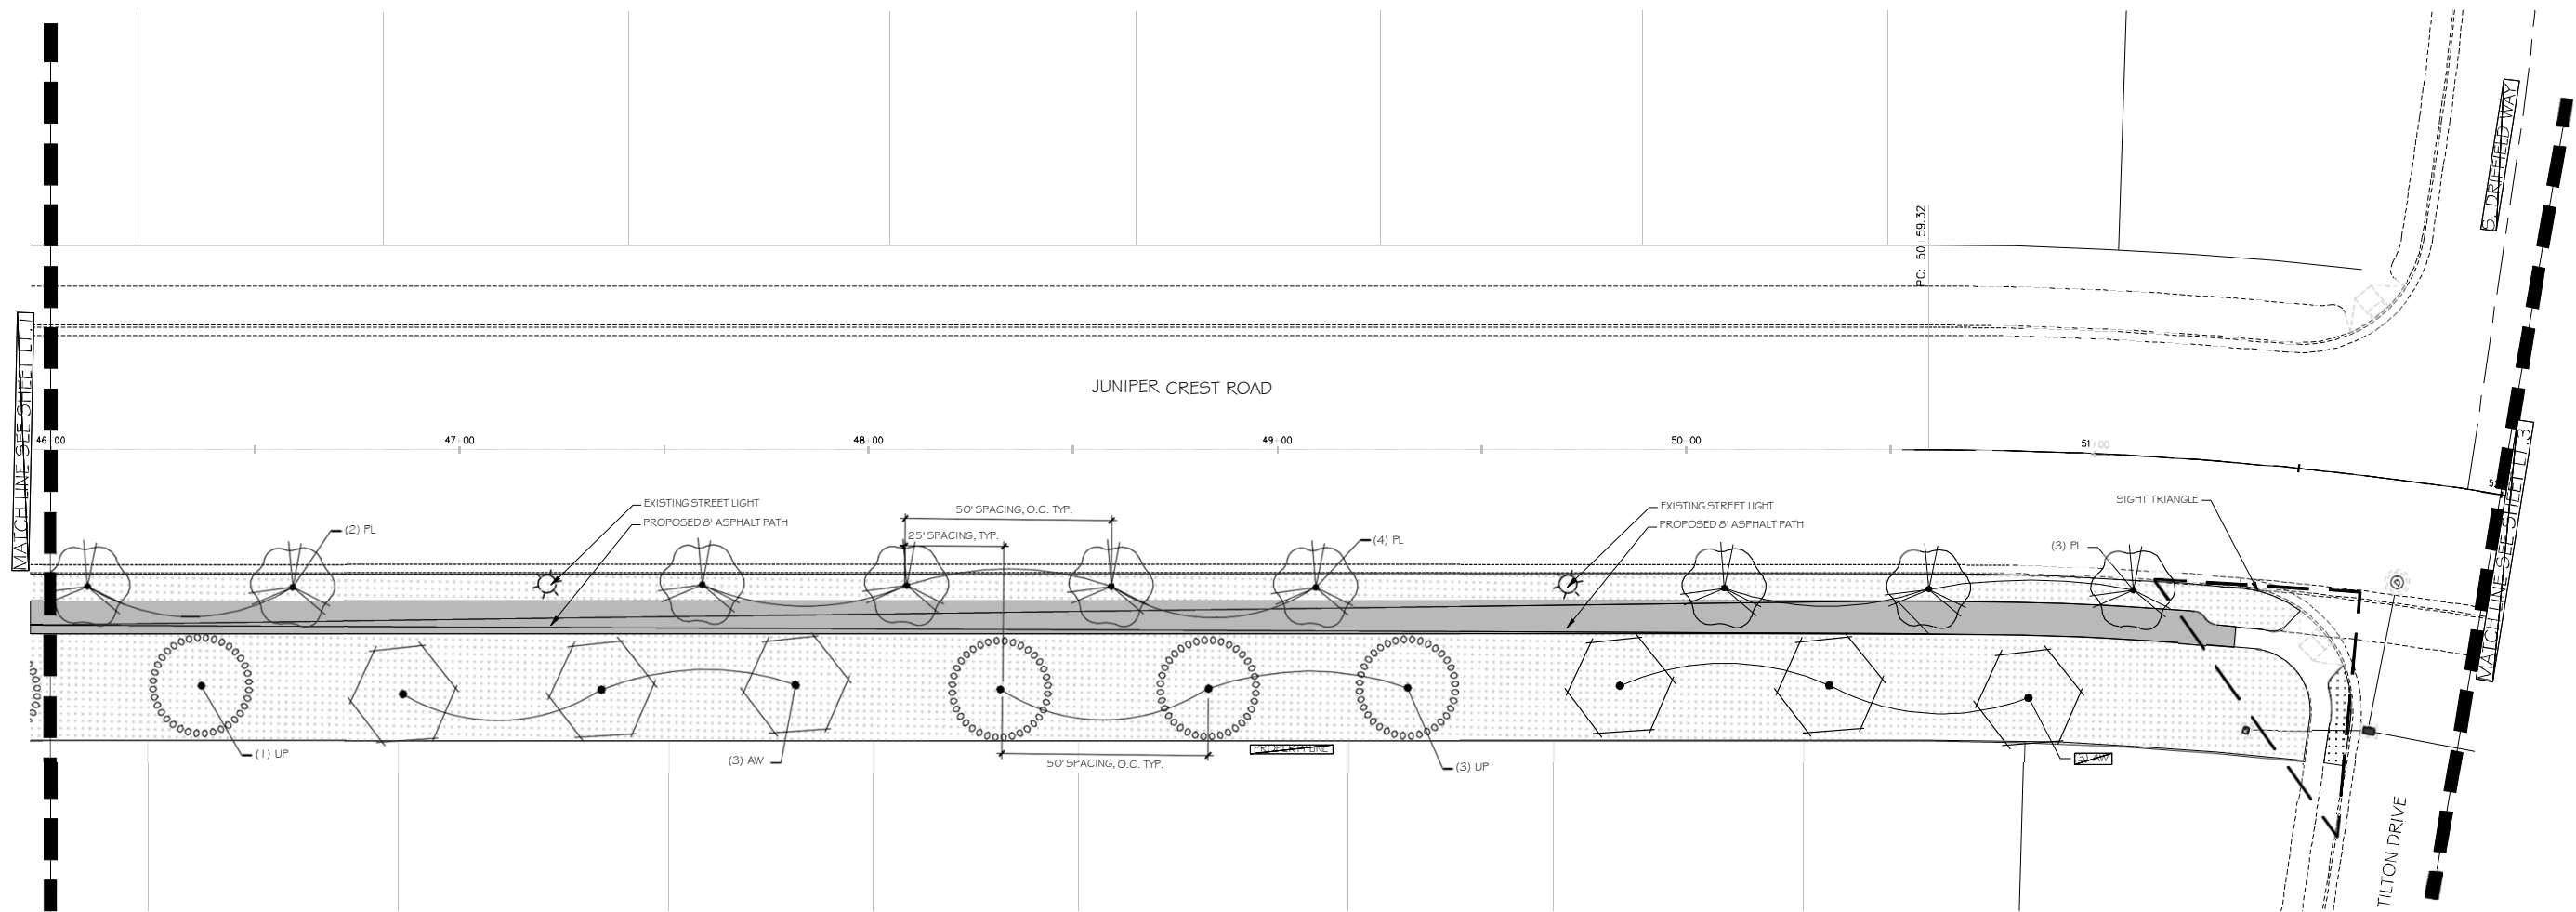 S. DRIFFIELD WAY
PC: 50 59.32
MATCH LINE SEE SHEET L1.1
JUNIPER CREST ROAD
46+00
47+00
48+00
49+00
50+00
51+00
MATCH LINE SEE SHEET L1.3
EXISTING STREET LIGHT
PROPOSED 8' ASPHALT PATH
50' SPACING, O.C. TYP.
25' SPACING, TYP.
EXISTING STREET LIGHT
PROPOSED 8' ASPHALT PATH
SIGHT TRIANGLE
(2) PL
(4) PL
(3) PL
(1) UP
(3) AW
50' SPACING, O.C. TYP.
PROPERTY LINE
(3) UP
(3) AW
TILTON DRIVE